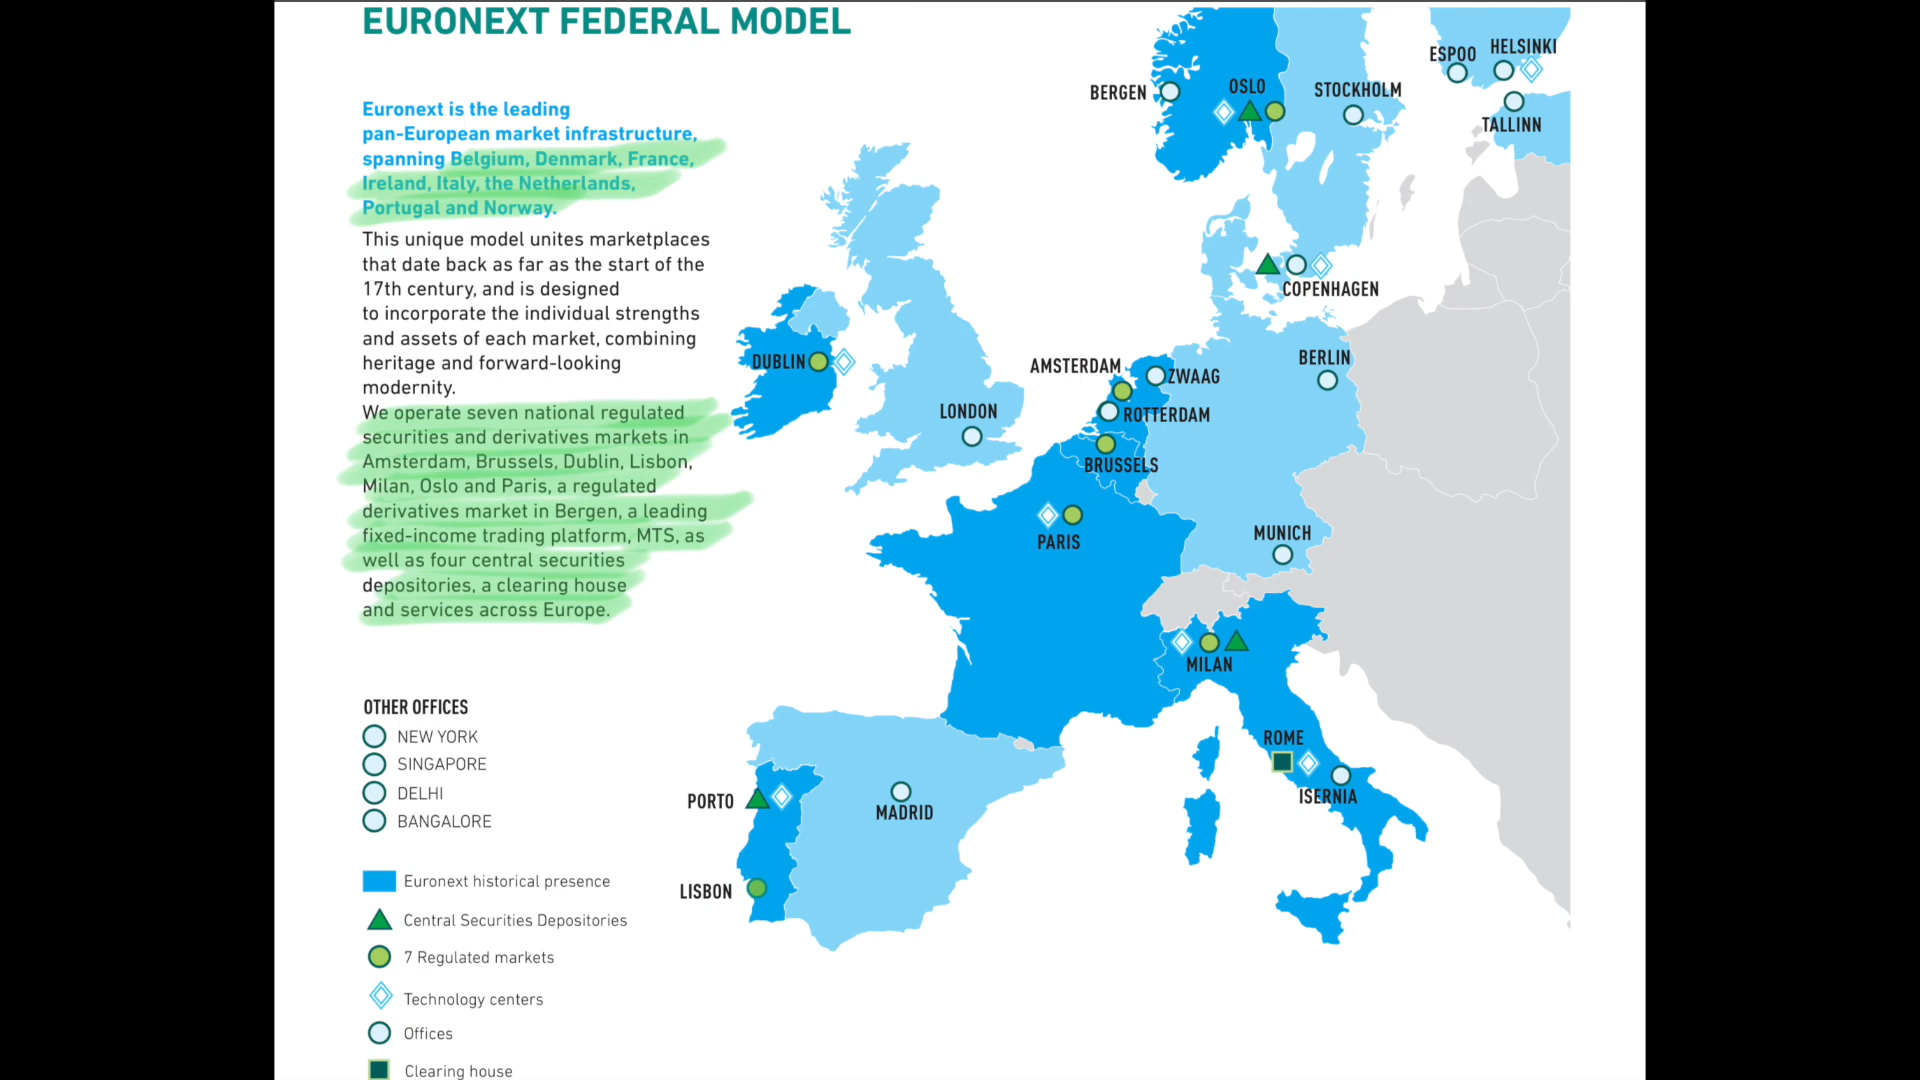 EURONEXT FEDERAL MODEL
Euronext is the leading
pan-European market infrastructure,
spanning Belgium, Denmark, France,
Ireland, Italy, the Netherlands,
Portugal and Norway.
This unique model unites marketplaces
that date back as far as the start of the
17th century, and is designed
to incorporate the individual strengths
and assets of each market, combining
heritage and forward-looking
modernity.
We operate seven national regulated
securities and derivatives markets in
Amsterdam, Brussels, Dublin, Lisbon,
Milan, Oslo and Paris, a regulated
derivatives market in Bergen, a leading
fixed-income trading platform, MTS, as
well as four central securities
depositories, a clearing house
and services across Europe.
OTHER OFFICES
NEW YORK
SINGAPORE
DELHI
BANGALORE
Euronext historical presence
Central Securities Depositories
7 Regulated markets
Technology centers
Offices
Clearing house
BERGEN
OSLO
STOCKHOLM
ESPOO
HELSINKI
TALLINN
COPENHAGEN
DUBLIN
LONDON
AMSTERDAM
ZWAAG
ROTTERDAM
BRUSSELS
BERLIN
PARIS
MUNICH
MILAN
ROME
ISERNIA
PORTO
MADRID
LISBON